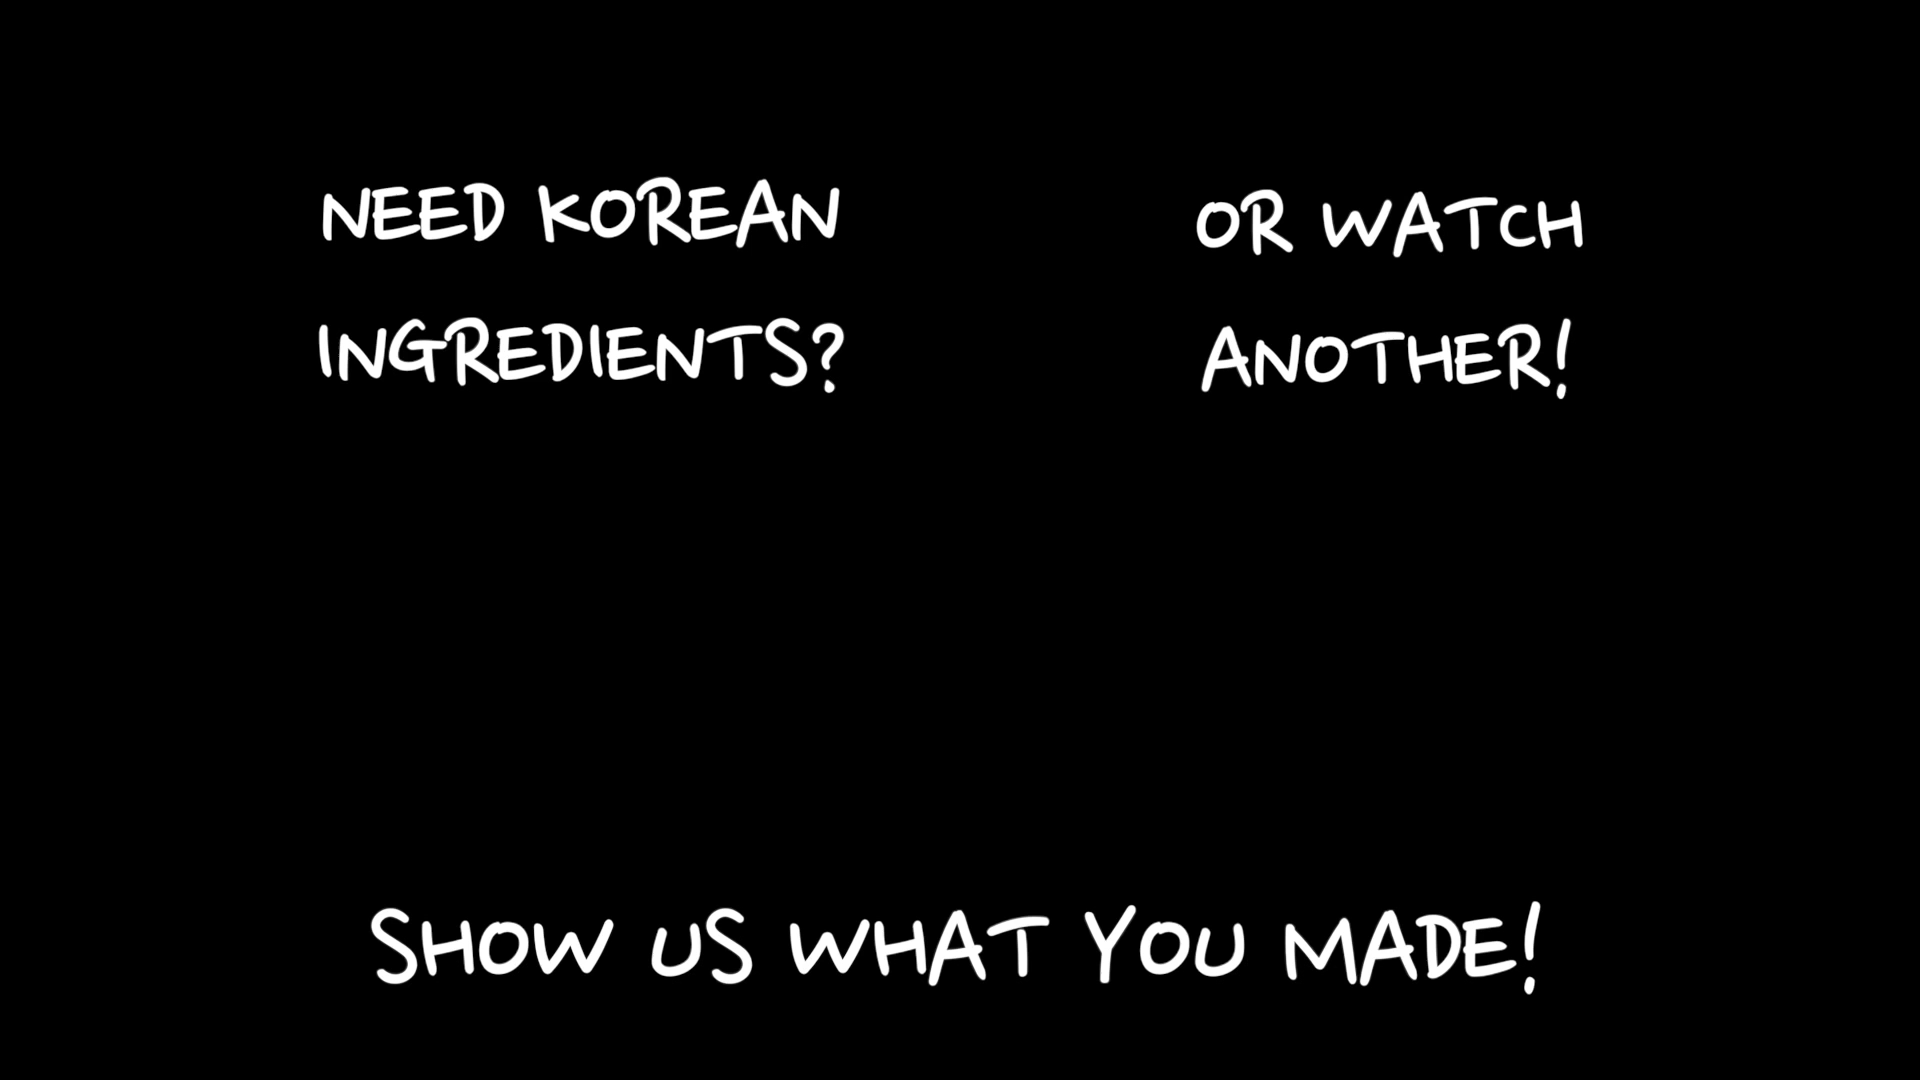 NEED KOREAN
INGREDIENTS?
OR WATCH
ANOTHER!
SHOW US WHAT YOU MADE!